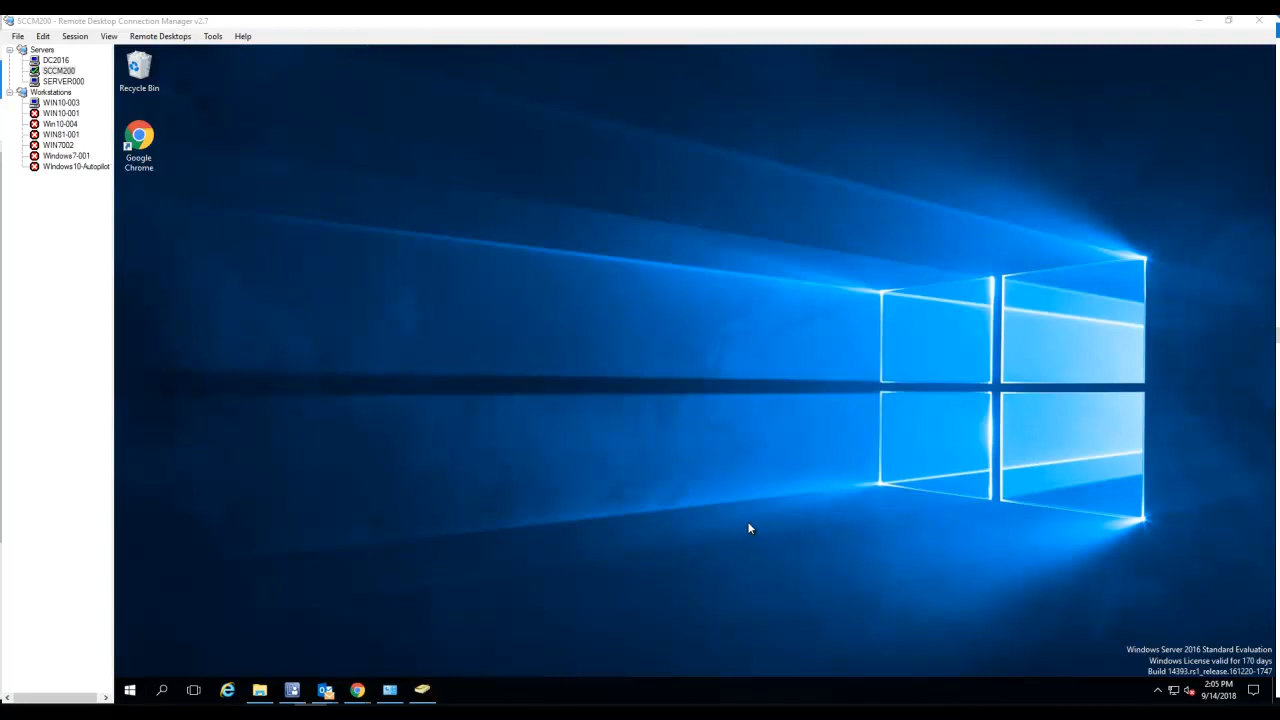 SCCM200 - Remote Desktop Connection Manager v2.7
File Edit Session View Remote Desktops Tools Help
Servers
DC2016
SCCM200
SERVER000
Workstations
WIN10-003
WIN10-001
Win10-004
WIN81-001
WIN7002
Windows7-001
WIndows10-Autopilot
Recycle Bin
Google
Chrome
Windows Server 2016 Standard Evaluation
Windows License valid for 170 days
Build 14393.rs1_release.161220-1747
2:05 PM
9/14/2018